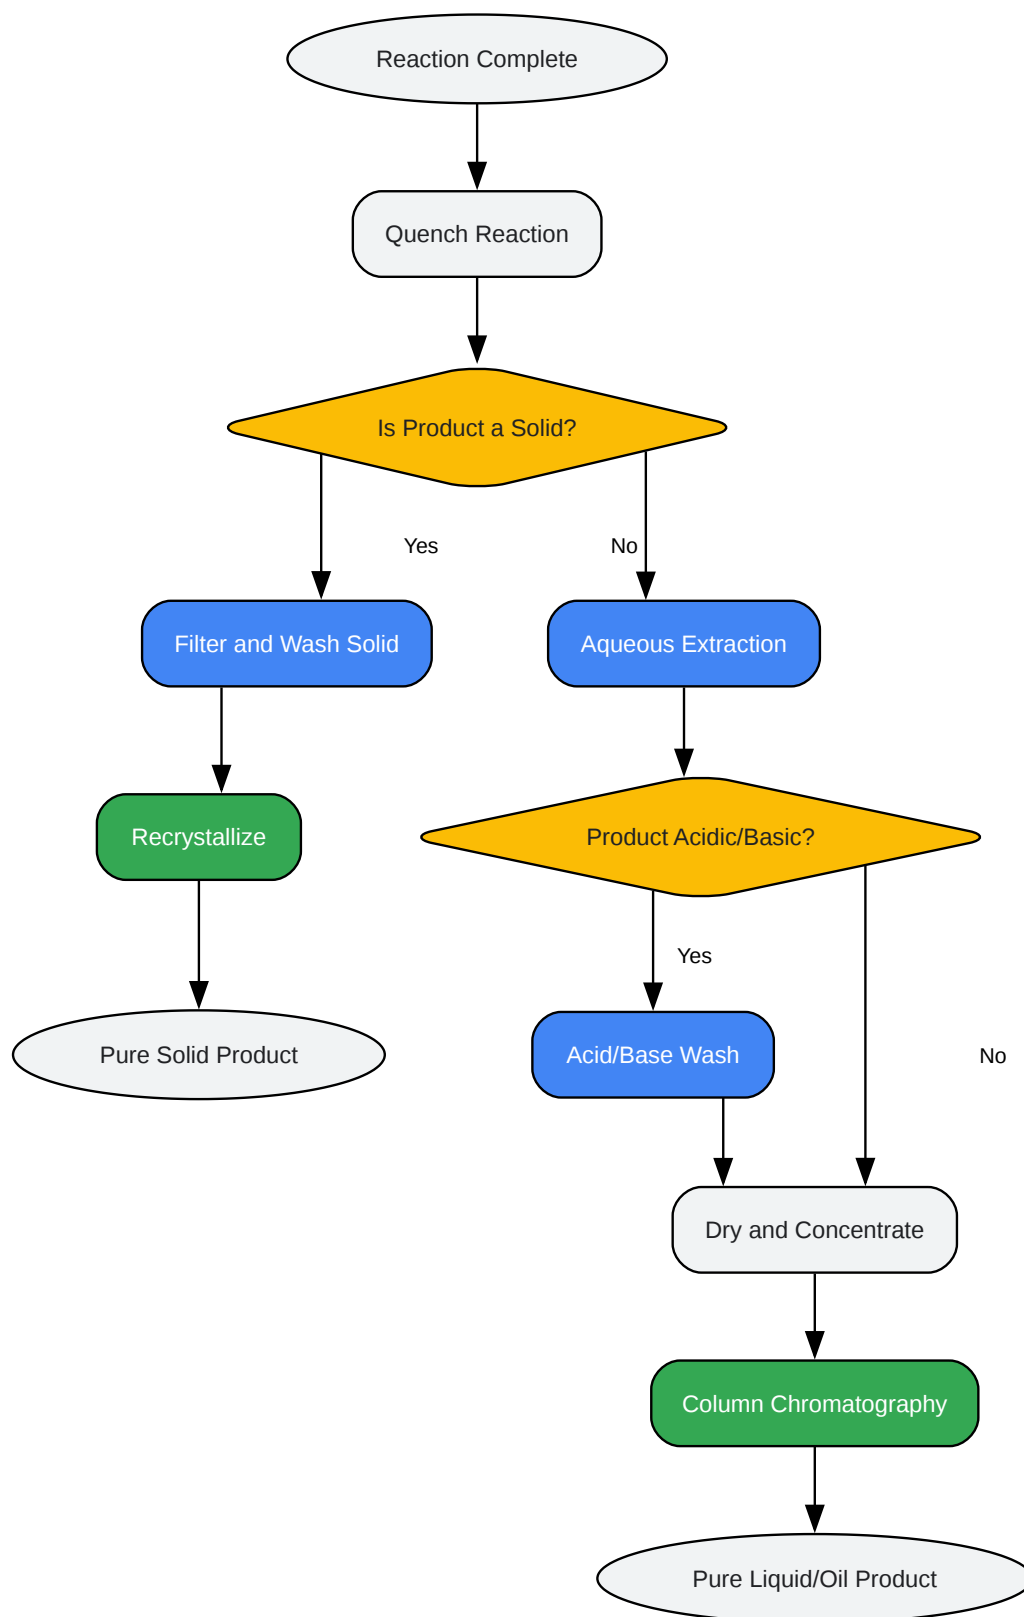 Reaction Complete
Quench Reaction
Is Product a Solid?
Yes
No
Filter and Wash Solid
Aqueous Extraction
Recrystallize
Product Acidic/Basic?
Yes
Pure Solid Product
Acid/Base Wash
No
Dry and Concentrate
Column Chromatography
Pure Liquid/Oil Product